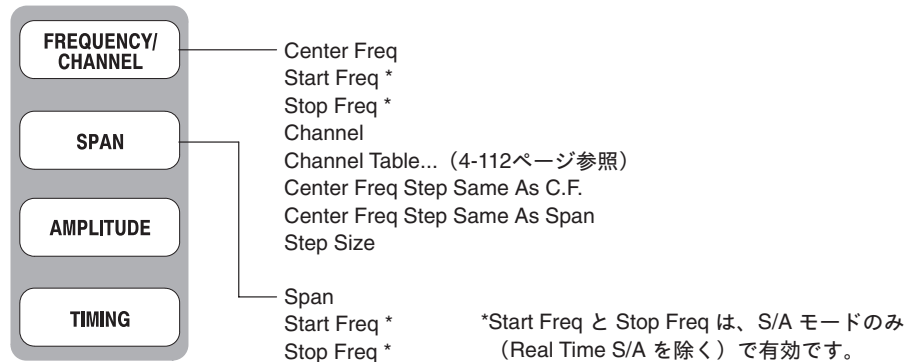 FREQUENCY/
CHANNEL
SPAN
AMPLITUDE
TIMING
Center Freq
Start Freq *
Stop Freq *
Channel
Channel Table...（4-112ページ参照）
Center Freq Step Same As C.F.
Center Freq Step Same As Span
Step Size
Span
Start Freq *
Stop Freq *
*Start Freq と Stop Freq は、S/A モードのみ
（Real Time S/A を除く）で有効です。